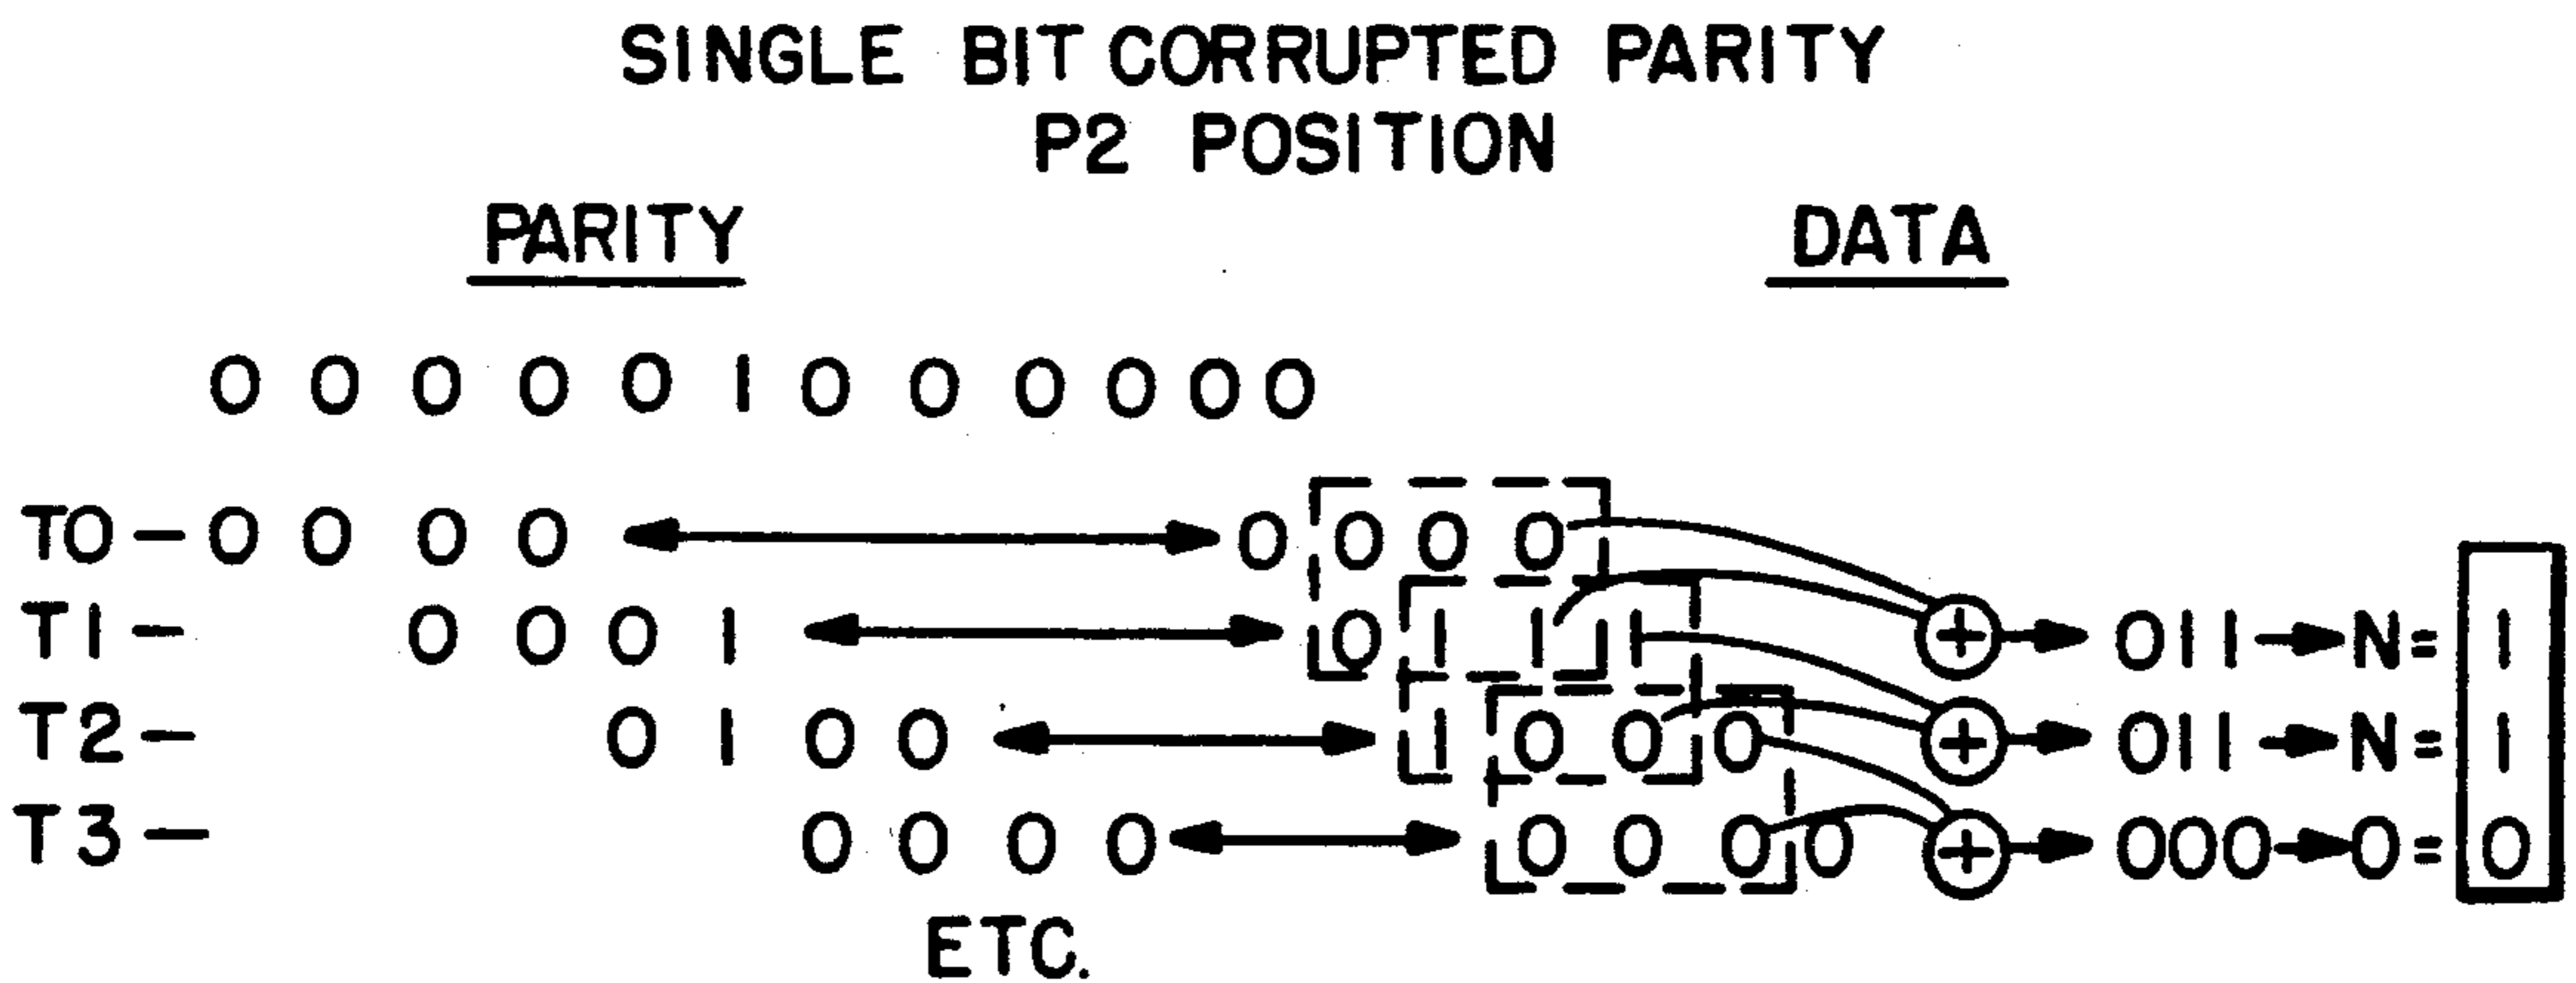 SINGLE BIT CORRUPTED PARITY
P2 POSITION
PARITY DATA
0 0 0 0 0 1 0 0 0 0 0 0
T0 - 0 0 0 0 0 0 0 0
T1 - 0 0 0 1 0 1 1 1 + 011 N= 1
T2 - 0 1 0 0 1 0 0 0 + 011 N= 1
T3 - 0 0 0 0 0 0 0 0 + 000 0= 0
ETC.